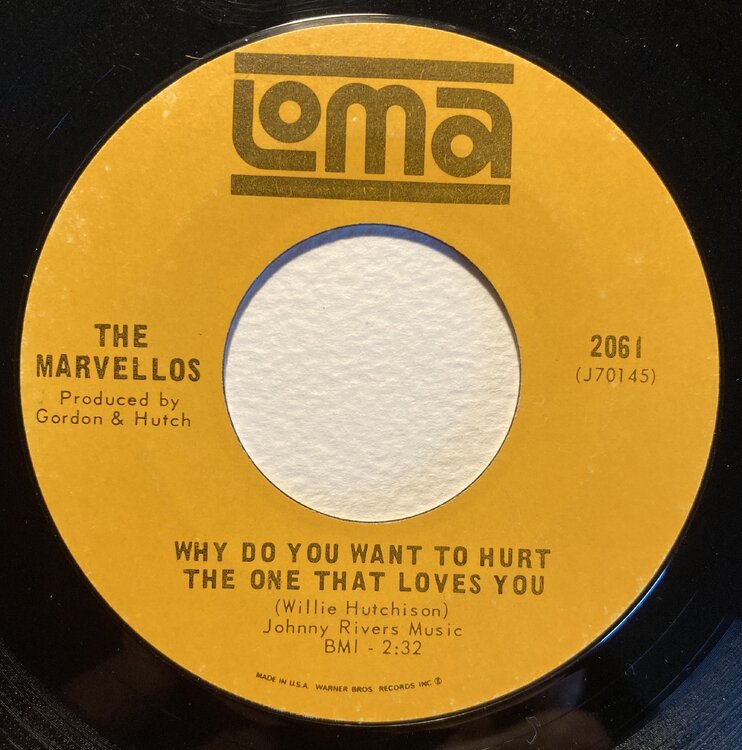 Loma
THE
MARVELLOS
Produced by
Gordon & Hutch
2061
(J70145)
WHY DO YOU WANT TO HURT
THE ONE THAT LOVES YOU
(Willie Hutchison)
Johnny Rivers Music
BMI - 2:32
MADE IN U.S.A. WARNER BROS. RECORDS INC.